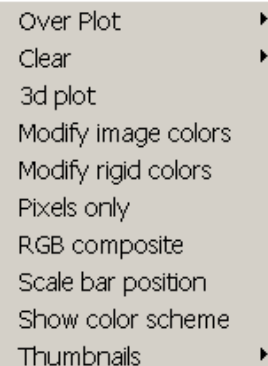 Over Plot
Clear
3d plot
Modify image colors
Modify rigid colors
Pixels only
RGB composite
Scale bar position
Show color scheme
Thumbnails